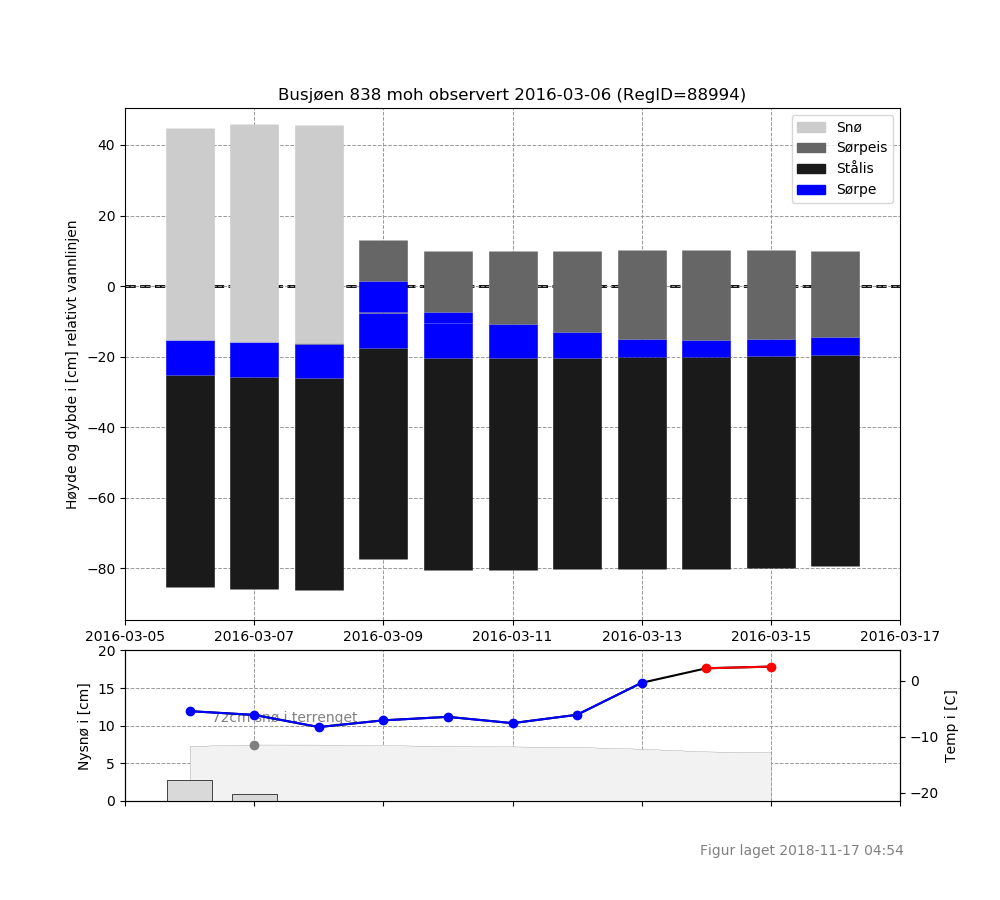 Busjøen 838 moh observert 2016-03-06 (RegID=88994)
Høyde og dybde i [cm] relativt vannlinjen
40
20
0
−20
−40
−60
−80
Snø
Sørpeis
Stålis
Sørpe
2016-03-05
2016-03-07
2016-03-09
2016-03-11
2016-03-13
2016-03-15
2016-03-17
Nysnø i [cm]
20
15
10
5
0
72cm snø i terrenget
0
−10
−20
Temp i [C]
Figur laget 2018-11-17 04:54